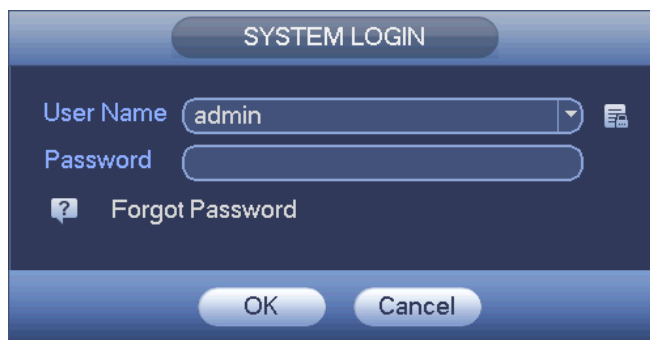 SYSTEM LOGIN
User Name admin
Password
? Forgot Password
OK Cancel